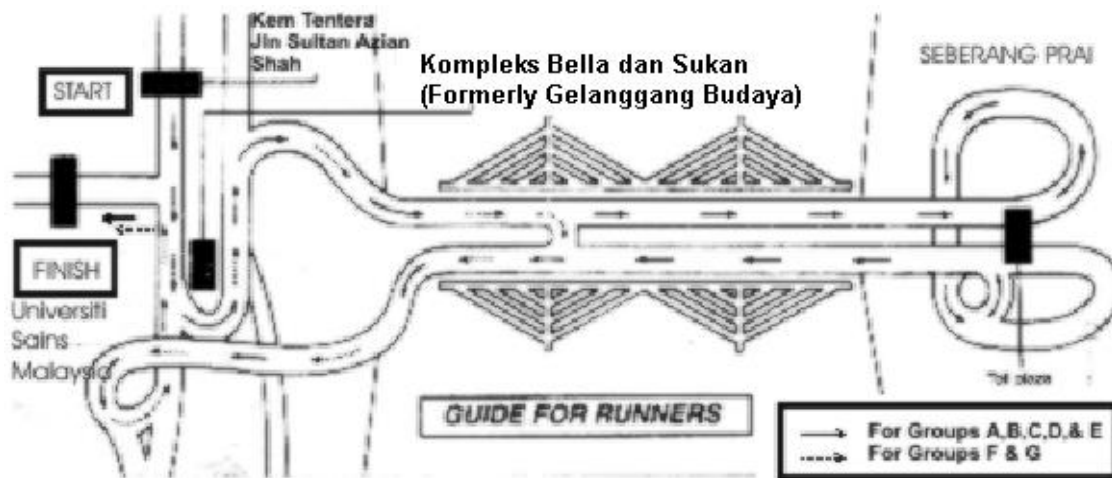 Kem Tentera
Jln Sultan Azlan
Shah
START
Kompleks Bella dan Sukan
(Formerly Gelanggang Budaya)
SEBERANG PRAI
FINISH
Universiti
Sains
Malaysia
Toll plaza
GUIDE FOR RUNNERS
For Groups A,B,C,D,& E
For Groups F & G